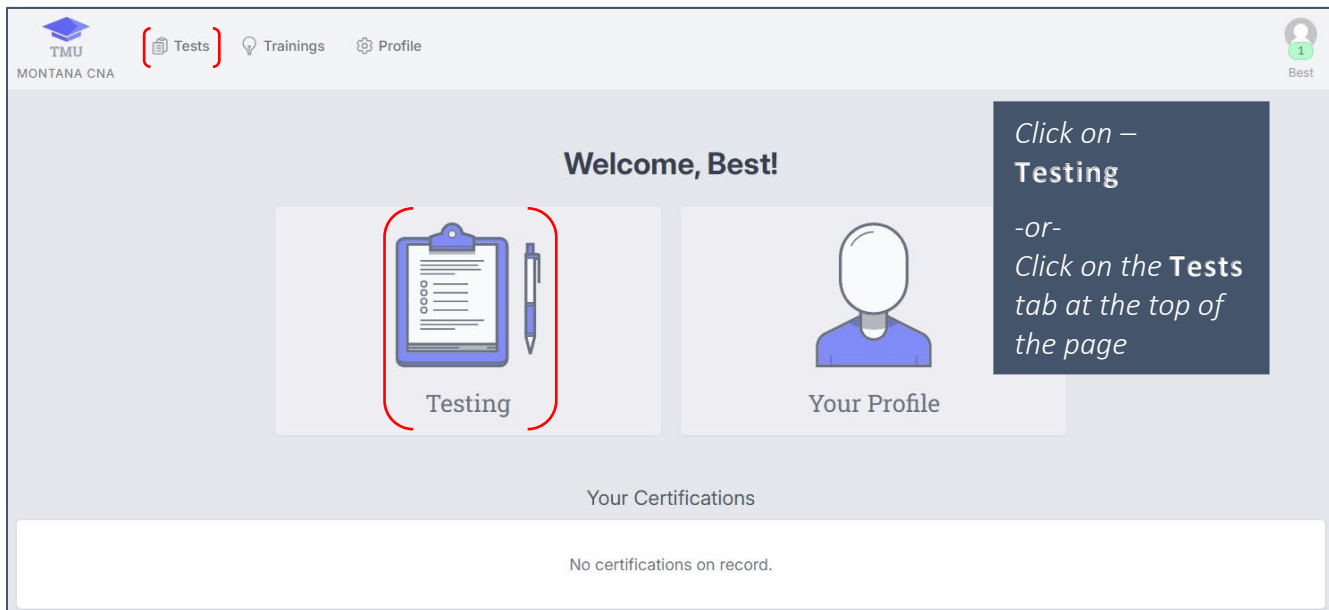 TMU
MONTANA CNA
Tests
Trainings
Profile
1
Best
Welcome, Best!
Testing
Your Profile
Click on –
Testing
-or-
Click on the Tests
tab at the top of
the page
Your Certifications
No certifications on record.